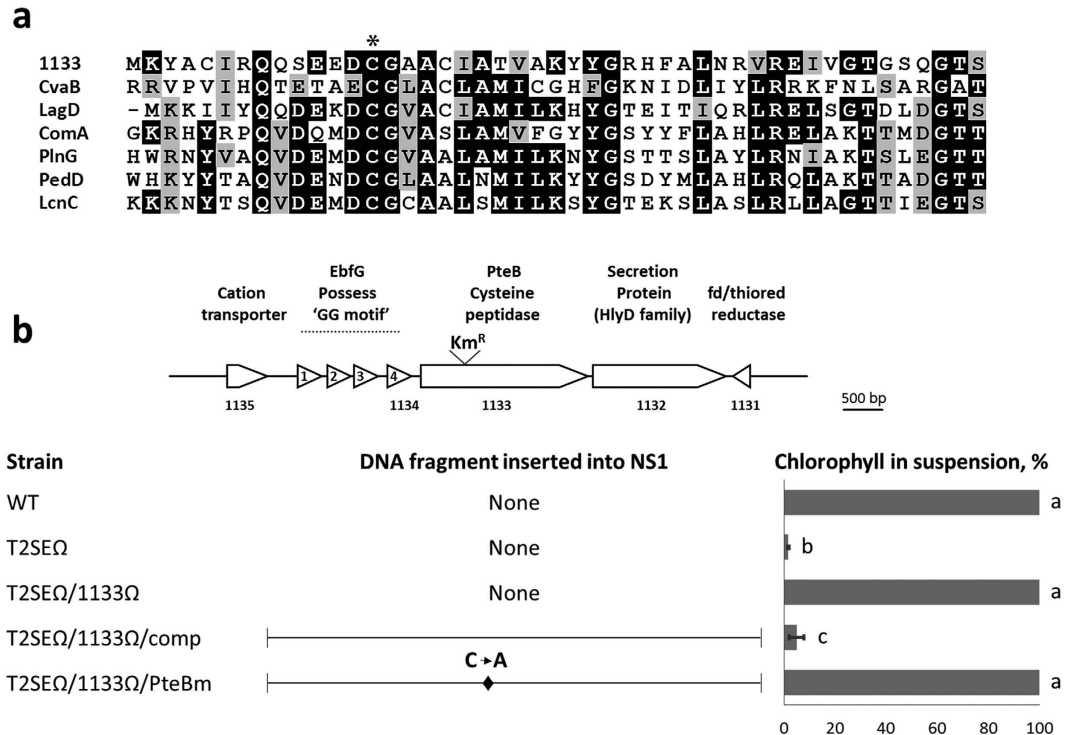 a
*
1133 MKYACIRQQSEEDCGAACIATVAKYYGRHFALNRVREIVGTGSQGTS
CvaB RRVPVIHQTETAECGLACLAMICGHFGKNIDLIYLRRKFNLSARGAT
LagD -MKKIIYQQDEKDCGVACIAMILKHYGTEITIQRLRELSGTDLDGTS
ComA GKRHYRPQVDQMDCGVASLAMVFGYYGSYYFLAHLRELAKTTMDGTT
PlnG HWRNYVAQVDEMDCGVAALAMILKNYGSTTSLAYLRNIAKTSLEGTT
PedD WHKYYTAQVDENDCGLAALNMILKYYGSDYMLAHLRQLAKTTADGTT
LcnC KKKNYTSQVDEMDCGCAALSMILKSYGTEKSLASLRLLAGTTIEGTS
b
Cation
transporter
EbfG
Possess
'GG motif'
PteB
Cysteine
peptidase
Secretion
Protein
(HlyD family)
fd/thiored
reductase
KmR
1 2 3 4
1135 1134 1133 1132 1131
500 bp
Strain DNA fragment inserted into NS1 Chlorophyll in suspension, %
WT None a
T2SEΩ None b
T2SEΩ/1133Ω None a
T2SEΩ/1133Ω/comp c
C→A
T2SEΩ/1133Ω/PteBm a
0 20 40 60 80 100